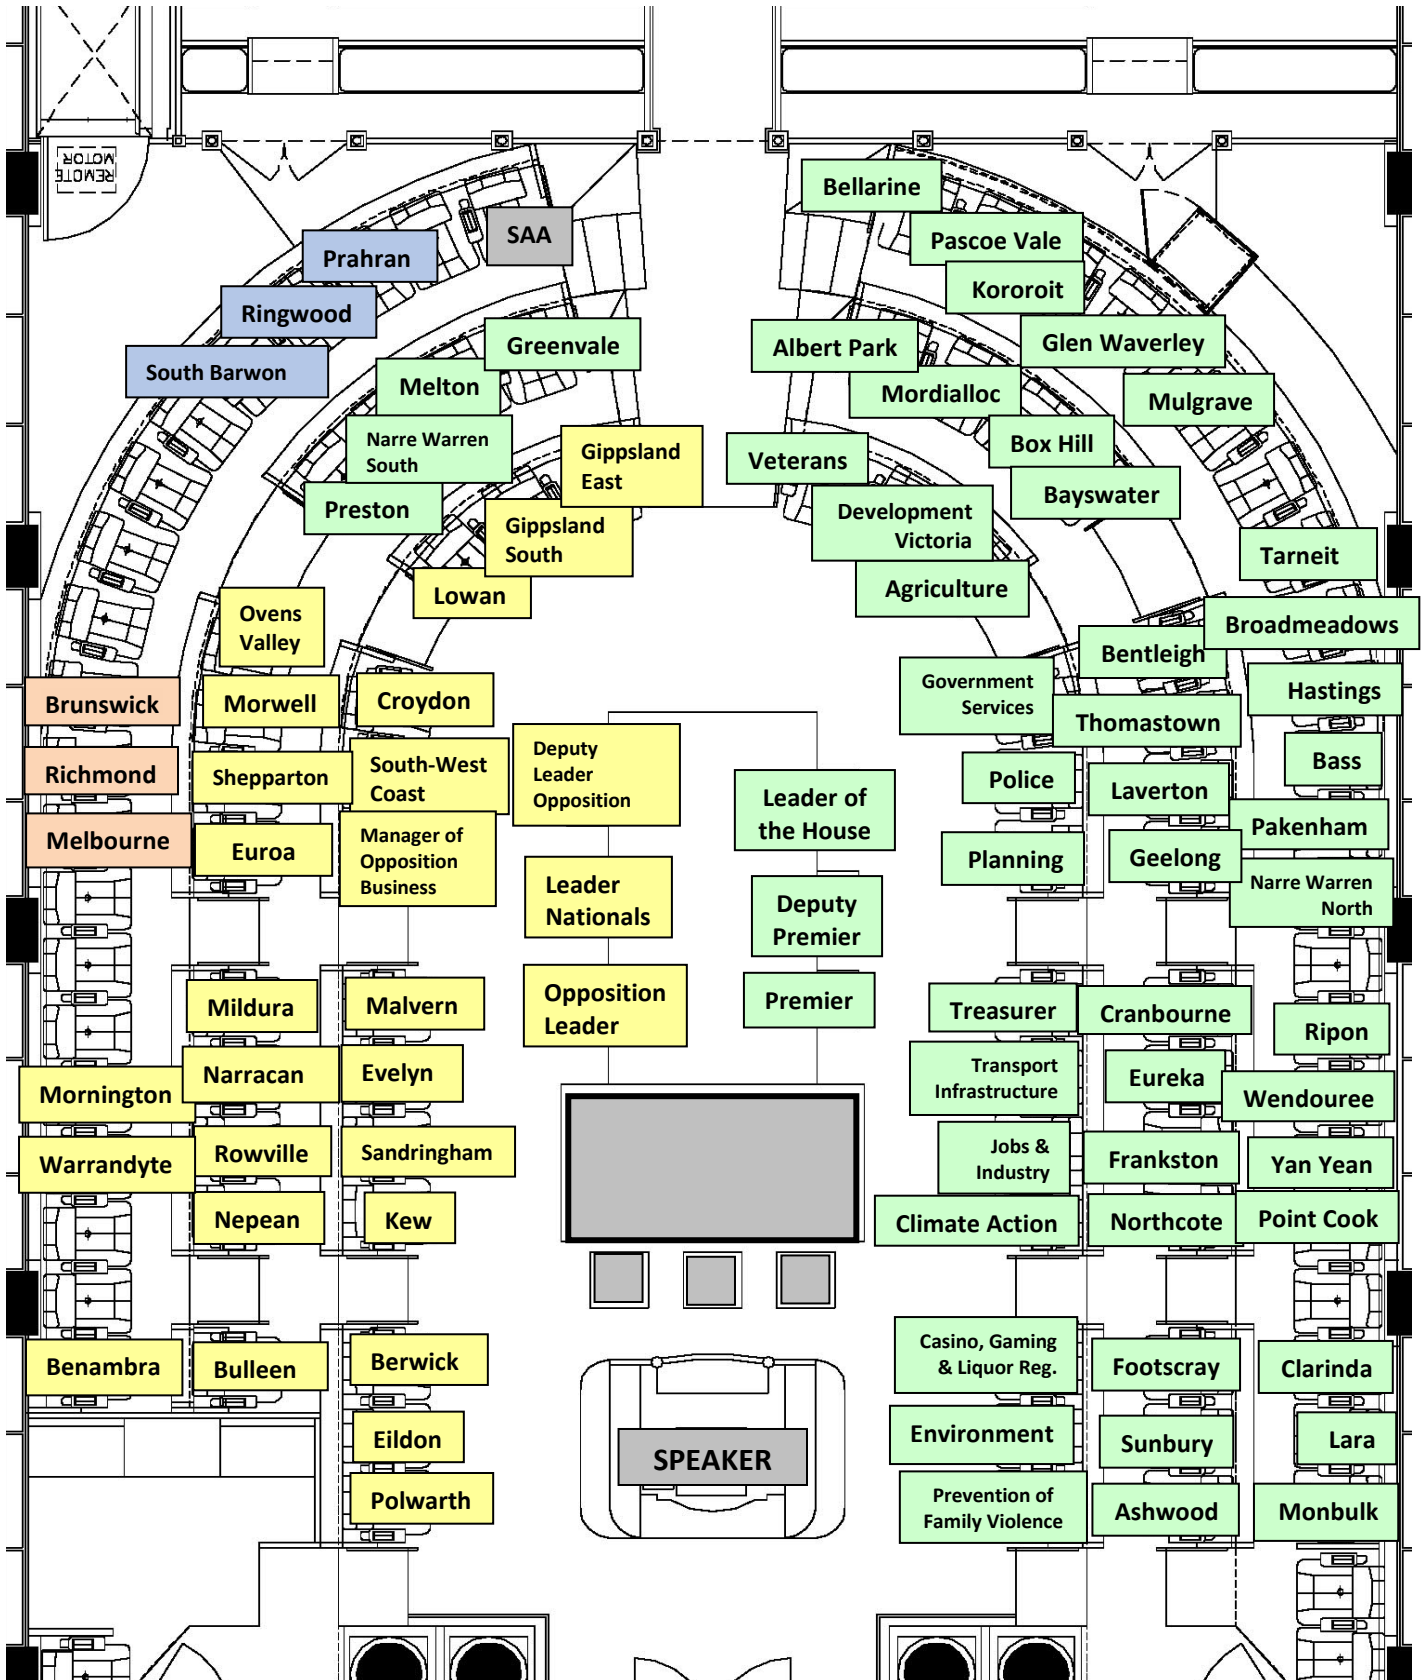 REMOTE
MOTOR
Bellarine
SAA
Pascoe Vale
Prahran
Kororoit
Ringwood
Greenvale
Albert Park
Glen Waverley
South Barwon
Melton
Mordialloc
Mulgrave
Narre Warren
South
Gippsland
East
Veterans
Box Hill
Bayswater
Preston
Gippsland
South
Development
Victoria
Tarneit
Lowan
Agriculture
Ovens
Valley
Broadmeadows
Bentleigh
Brunswick
Morwell
Croydon
Government
Services
Hastings
Thomastown
Richmond
Shepparton
South-West
Coast
Deputy
Leader
Opposition
Leader of
the House
Police
Laverton
Bass
Melbourne
Euroa
Manager of
Opposition
Business
Planning
Geelong
Pakenham
Leader
Nationals
Deputy
Premier
Narre Warren
North
Mildura
Malvern
Opposition
Leader
Premier
Treasurer
Cranbourne
Ripon
Mornington
Narracan
Evelyn
Transport
Infrastructure
Eureka
Wendouree
Warrandyte
Rowville
Sandringham
Jobs &
Industry
Frankston
Yan Yean
Nepean
Kew
Climate Action
Northcote
Point Cook
Benambra
Bulleen
Berwick
Casino, Gaming
& Liquor Reg.
Footscray
Clarinda
Eildon
SPEAKER
Environment
Sunbury
Lara
Polwarth
Prevention of
Family Violence
Ashwood
Monbulk